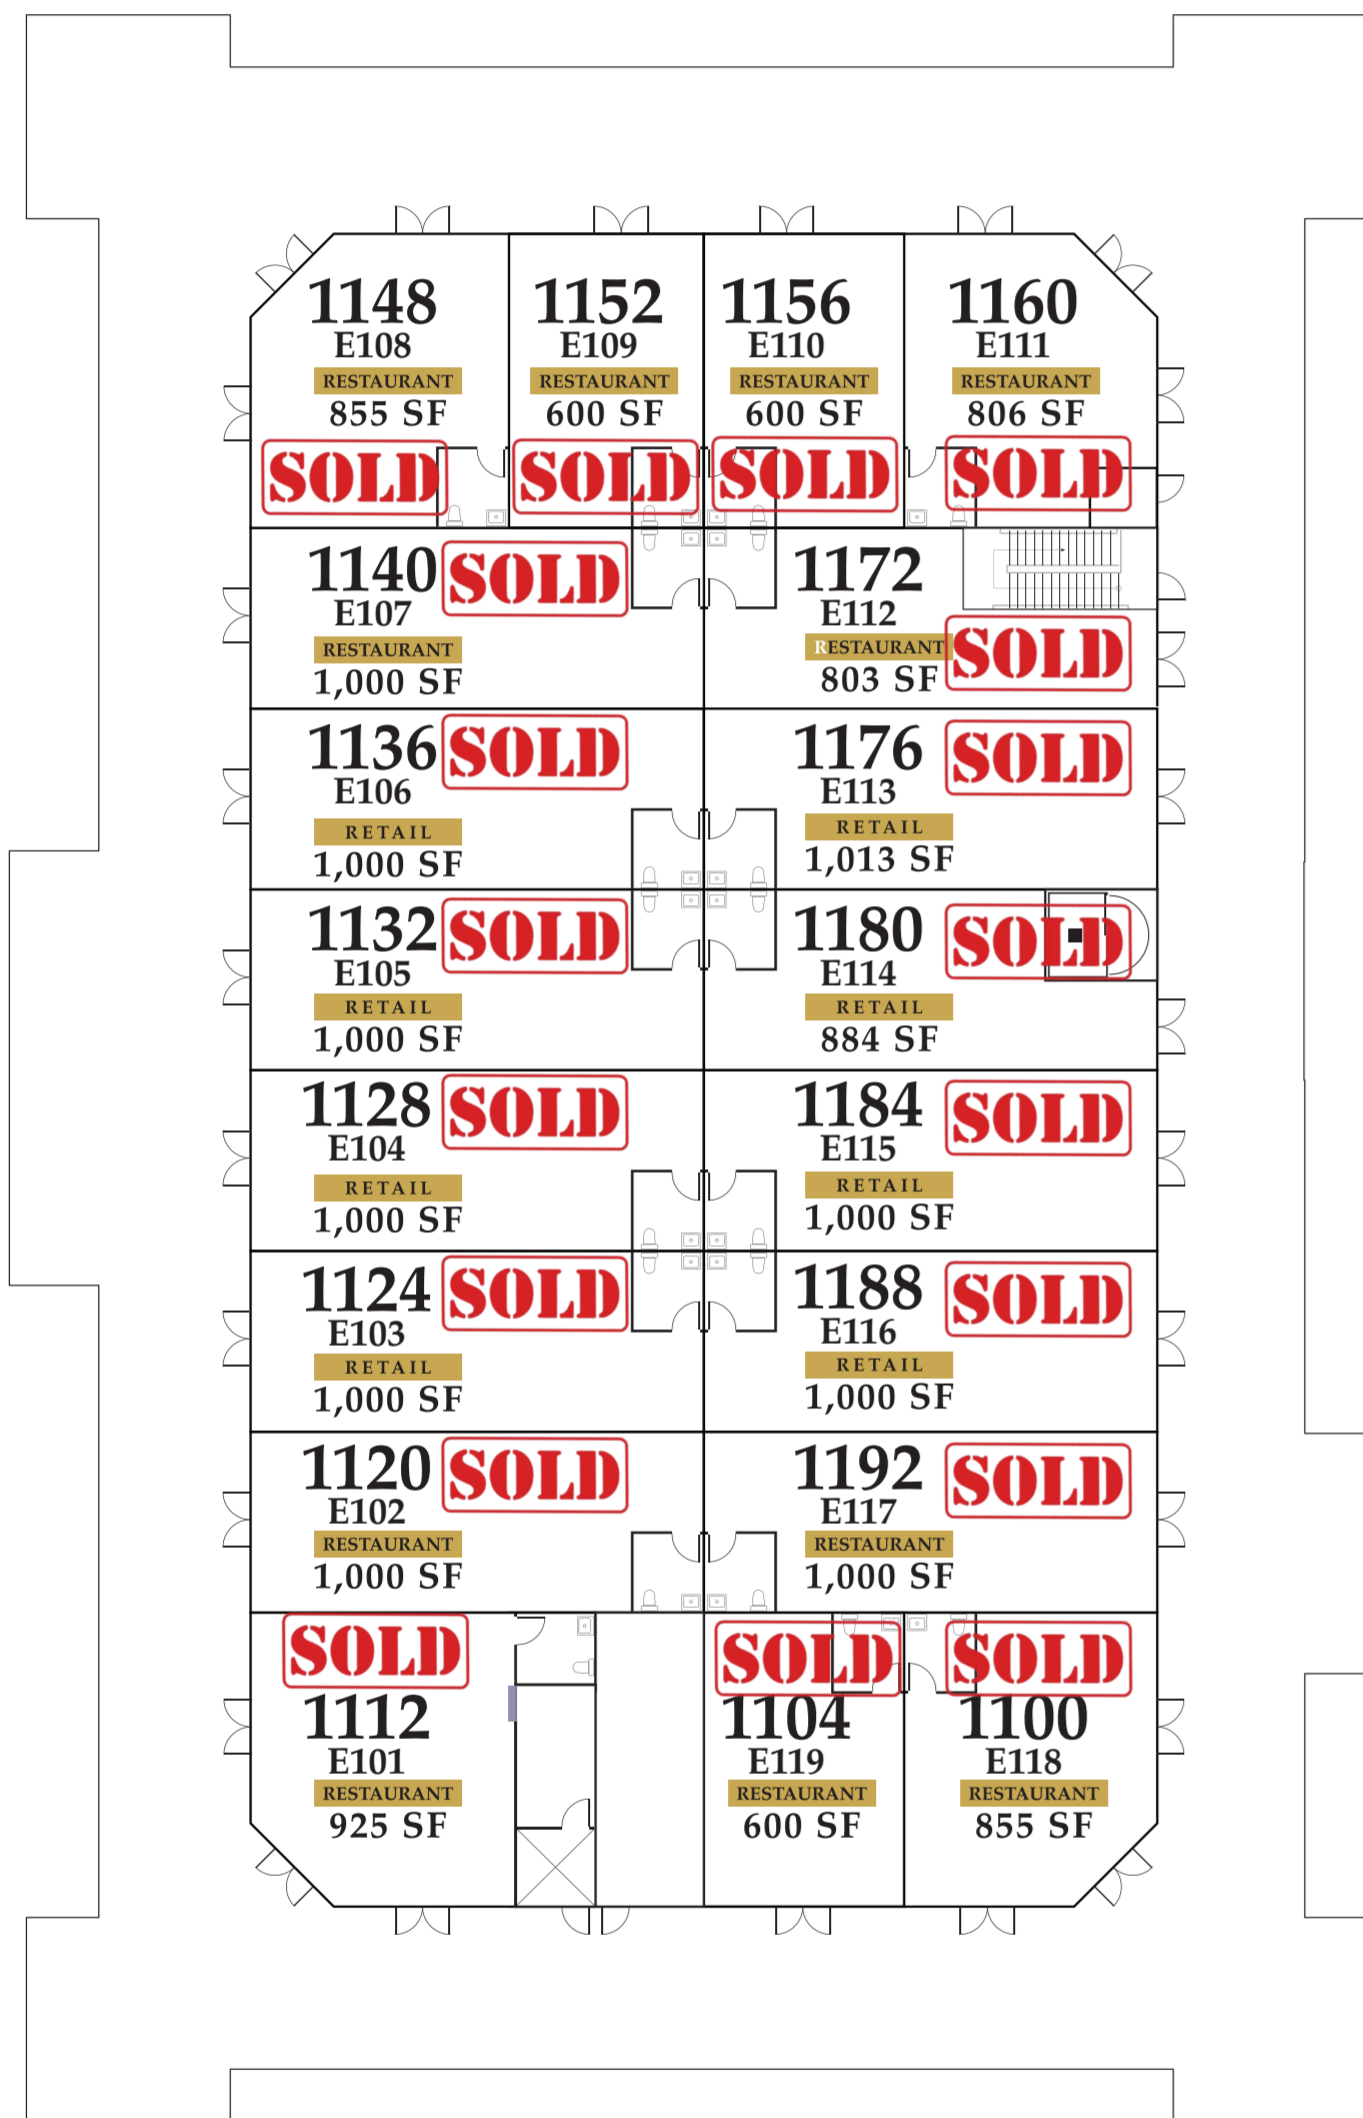 1148
E108
RESTAURANT
855 SF
SOLD
1152
E109
RESTAURANT
600 SF
SOLD
1156
E110
RESTAURANT
600 SF
SOLD
1160
E111
RESTAURANT
806 SF
SOLD
1140
E107
RESTAURANT
1,000 SF
SOLD
1172
E112
RESTAURANT
803 SF
SOLD
1136
E106
RETAIL
1,000 SF
SOLD
1176
E113
RETAIL
1,013 SF
SOLD
1132
E105
RETAIL
1,000 SF
SOLD
1180
E114
RETAIL
884 SF
SOLD
1128
E104
RETAIL
1,000 SF
SOLD
1184
E115
RETAIL
1,000 SF
SOLD
1124
E103
RETAIL
1,000 SF
SOLD
1188
E116
RETAIL
1,000 SF
SOLD
1120
E102
RESTAURANT
1,000 SF
SOLD
1192
E117
RESTAURANT
1,000 SF
SOLD
SOLD
1112
E101
RESTAURANT
925 SF
SOLD
1104
E119
RESTAURANT
600 SF
SOLD
1100
E118
RESTAURANT
855 SF